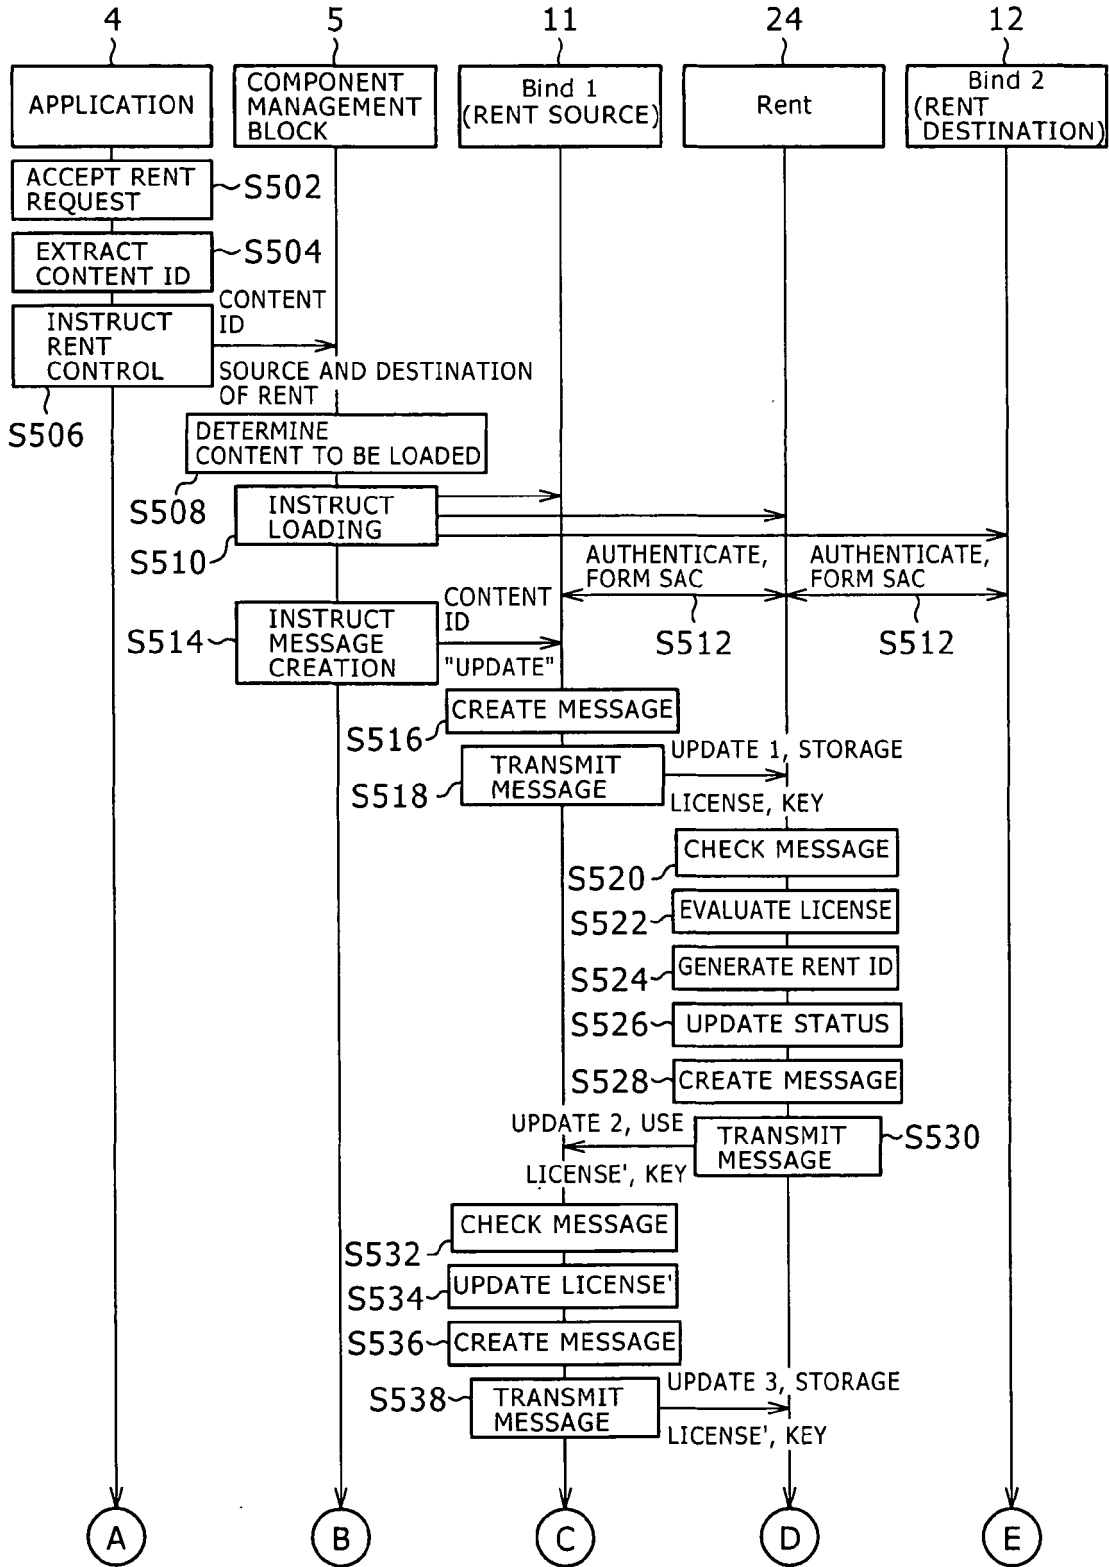 4
5
11
24
12
APPLICATION
COMPONENT
MANAGEMENT
BLOCK
Bind 1
(RENT SOURCE)
Rent
Bind 2
(RENT
DESTINATION)
ACCEPT RENT
REQUEST
S502
EXTRACT
CONTENT ID
S504
INSTRUCT
RENT
CONTROL
S506
CONTENT
ID
SOURCE AND DESTINATION
OF RENT
DETERMINE
CONTENT TO BE LOADED
S508
INSTRUCT
LOADING
S510
AUTHENTICATE,
FORM SAC
S512
AUTHENTICATE,
FORM SAC
S512
S514
INSTRUCT
MESSAGE
CREATION
CONTENT
ID
"UPDATE"
CREATE MESSAGE
S516
TRANSMIT
MESSAGE
S518
UPDATE 1, STORAGE
LICENSE, KEY
CHECK MESSAGE
S520
EVALUATE LICENSE
S522
GENERATE RENT ID
S524
UPDATE STATUS
S526
CREATE MESSAGE
S528
TRANSMIT
MESSAGE
S530
UPDATE 2, USE
LICENSE', KEY
CHECK MESSAGE
S532
UPDATE LICENSE'
S534
CREATE MESSAGE
S536
TRANSMIT
MESSAGE
S538
UPDATE 3, STORAGE
LICENSE', KEY
A
B
C
D
E